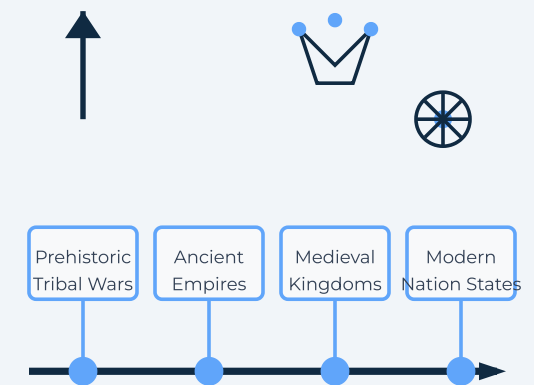 Prehistoric
Tribal Wars
Ancient
Empires
Medieval
Kingdoms
Modern
Nation States